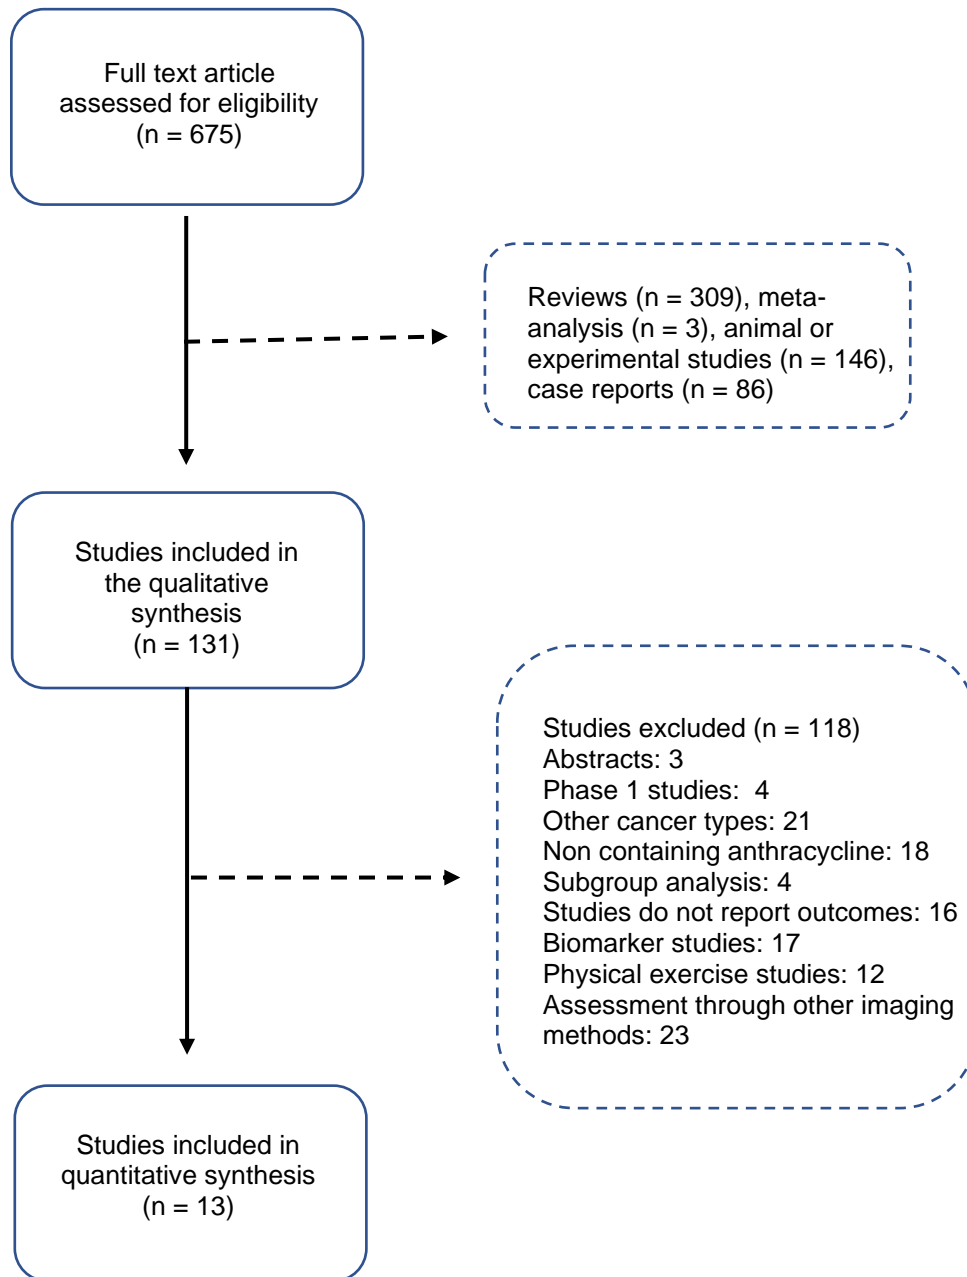 Full text article
assessed for eligibility
(n = 675)
Reviews (n = 309), meta-
analysis (n = 3), animal or
experimental studies (n = 146),
case reports (n = 86)
Studies included in
the qualitative
synthesis
(n = 131)
Studies excluded (n = 118)
Abstracts: 3
Phase 1 studies:  4
Other cancer types: 21
Non containing anthracycline: 18
Subgroup analysis: 4
Studies do not report outcomes: 16
Biomarker studies: 17
Physical exercise studies: 12
Assessment through other imaging
methods: 23
Studies included in
quantitative synthesis
(n = 13)